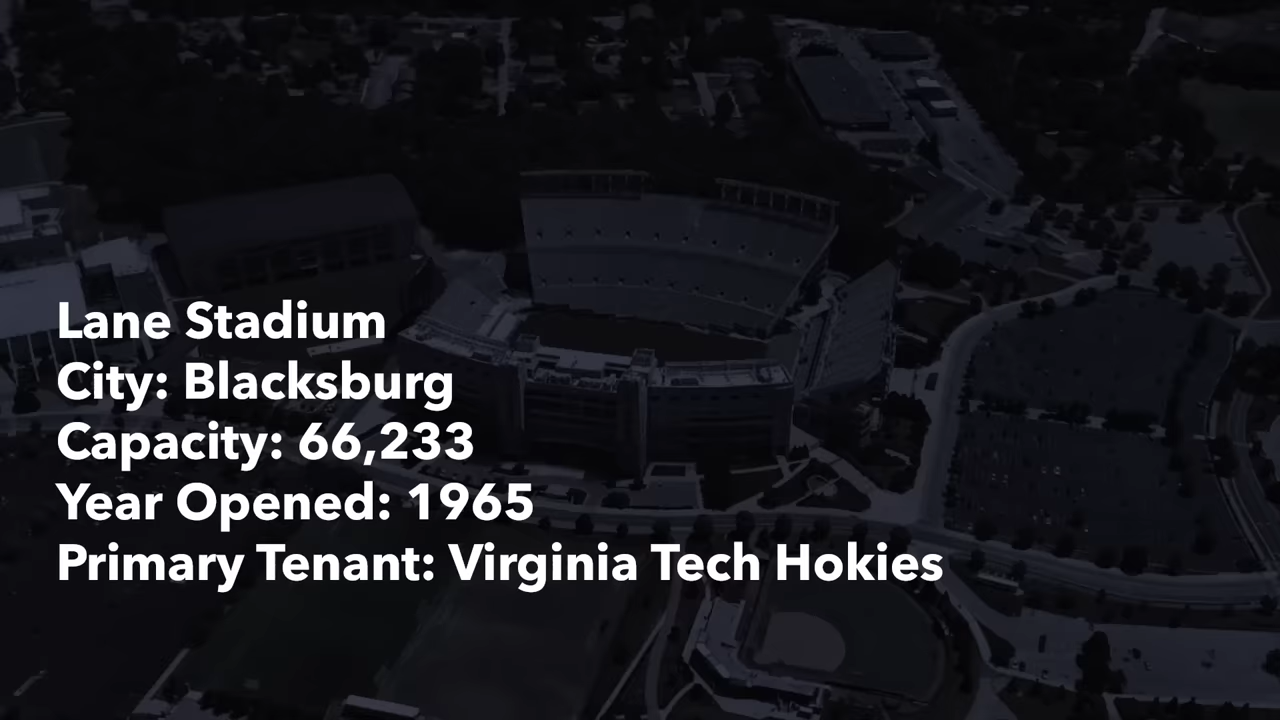 Lane Stadium
City: Blacksburg
Capacity: 66,233
Year Opened: 1965
Primary Tenant: Virginia Tech Hokies